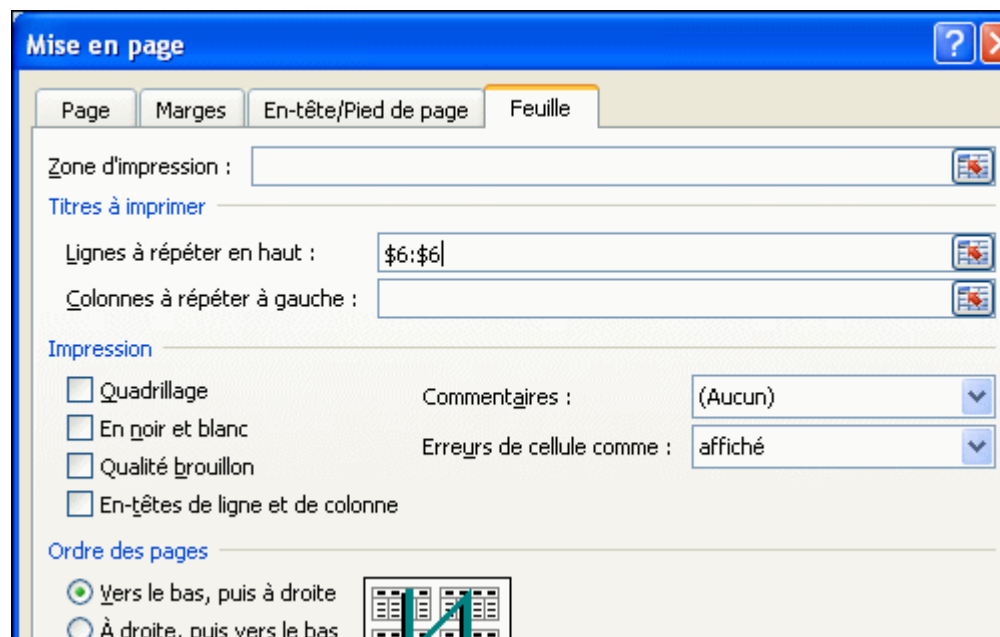 Mise en page
Page Marges En-tête/Pied de page Feuille
Zone d'impression :
Titres à imprimer
Lignes à répéter en haut : $6:$6
Colonnes à répéter à gauche :
Impression
Quadrillage
Commentaires : (Aucun)
En noir et blanc
Erreurs de cellule comme : affiché
Qualité brouillon
En-têtes de ligne et de colonne
Ordre des pages
Vers le bas, puis à droite
À droite, puis vers le bas